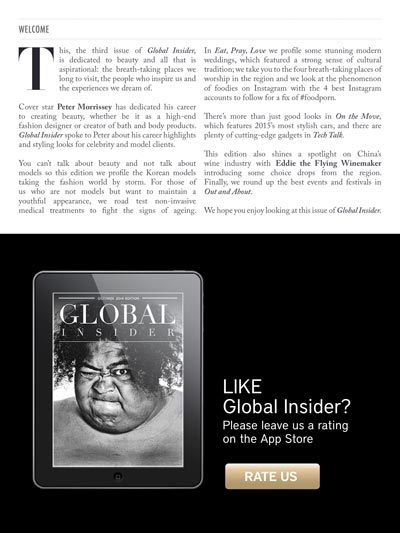 WELCOME
This, the third issue of Global Insider,
is dedicated to beauty and all that is
aspirational: the breath-taking places we
long to visit, the people who inspire us and
the experiences we dream of.
Cover star Peter Morrissey has dedicated his career
to creating beauty, whether it be as a high-end
fashion designer or creator of bath and body products.
Global Insider spoke to Peter about his career highlights
and styling looks for celebrity and model clients.
You can't talk about beauty and not talk about
models so this edition we profile the Korean models
taking the fashion world by storm. For those of
us who are not models but want to maintain a
youthful appearance, we road test non-invasive
medical treatments to fight the signs of ageing.
In Eat, Pray, Love we profile some stunning modern
weddings, which featured a strong sense of cultural
tradition; we take you to the four breath-taking places of
worship in the region and we look at the phenomenon
of foodies on Instagram with the 4 best Instagram
accounts to follow for a fix of #foodporn.
There's more than just good looks in On the Move,
which features 2015's most stylish cars, and there are
plenty of cutting-edge gadgets in Tech Talk.
This edition also shines a spotlight on China's
wine industry with Eddie the Flying Winemaker
introducing some choice drops from the region.
Finally, we round up the best events and festivals in
Out and About.
We hope you enjoy looking at this issue of Global Insider.
GLOBAL
INSIDER
LIKE
Global Insider?
Please leave us a rating
on the App Store
RATE US